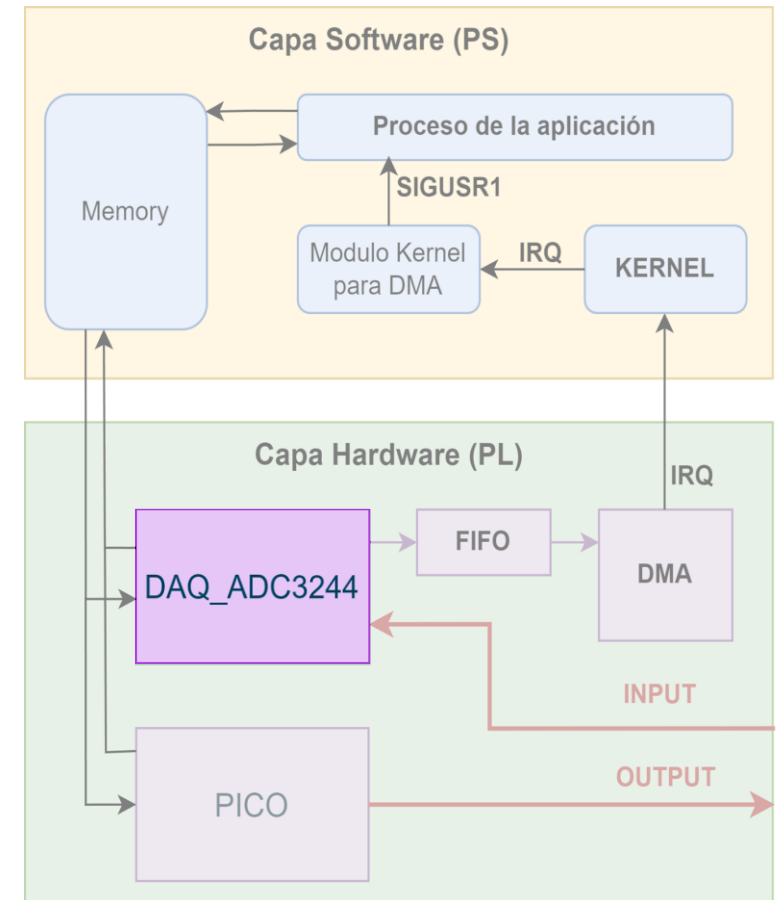 Capa Software (PS)
Memory
Proceso de la aplicación
SIGUSR1
Modulo Kernel
para DMA
IRQ
KERNEL
Capa Hardware (PL)
IRQ
DAQ_ADC3244
FIFO
DMA
INPUT
PICO
OUTPUT